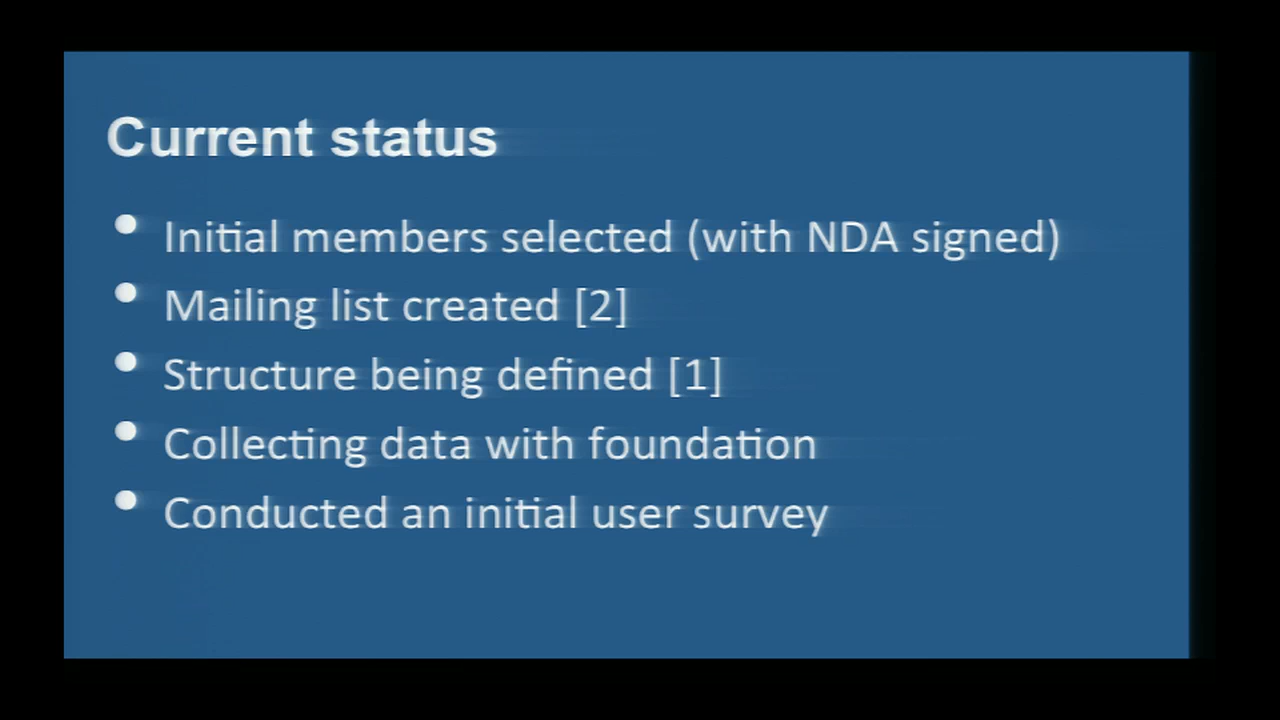 Current status
• Initial members selected (with NDA signed)
• Mailing list created [2]
• Structure being defined [1]
• Collecting data with foundation
• Conducted an initial user survey